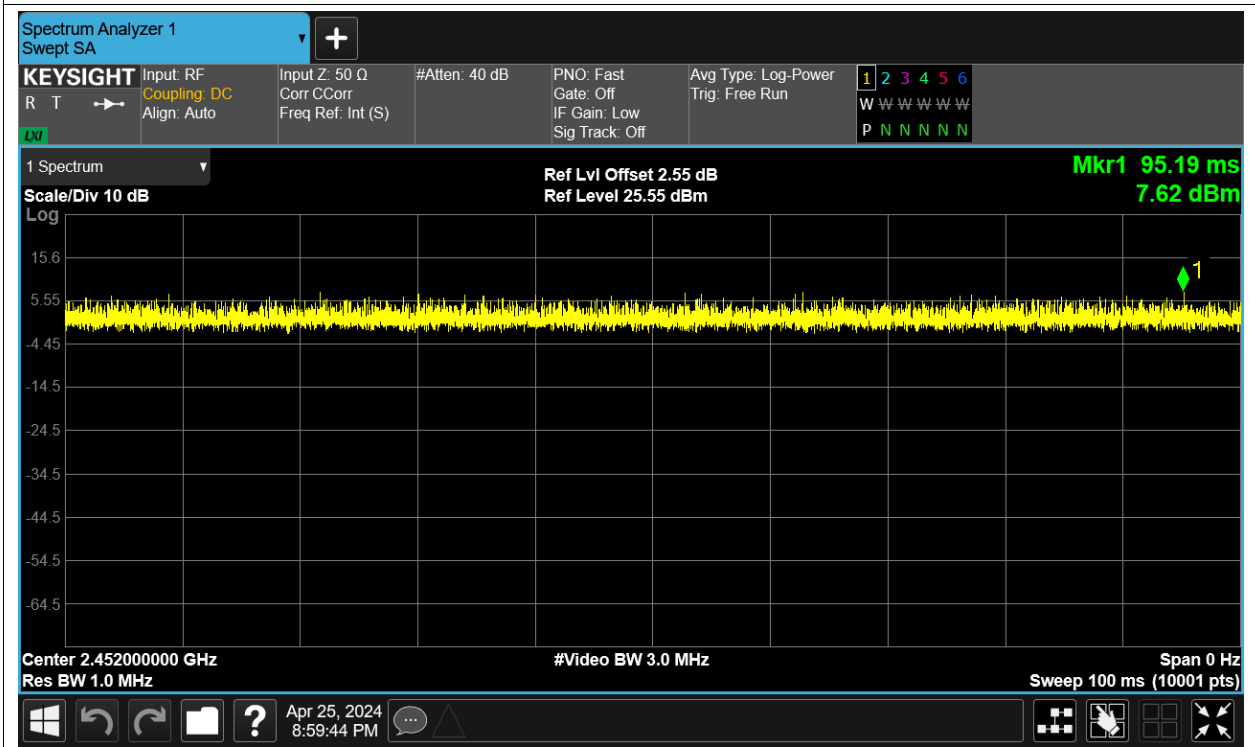 Spectrum Analyzer 1
Swept SA
KEYSIGHT
R T
LXI
Input: RF
Coupling: DC
Align: Auto
Input Z: 50 Ω
Corr CCorr
Freq Ref: Int (S)
#Atten: 40 dB
PNO: Fast
Gate: Off
IF Gain: Low
Sig Track: Off
Avg Type: Log-Power
Trig: Free Run
1 2 3 4 5 6
W W W W W W
P N N N N N
1 Spectrum
Scale/Div 10 dB
Ref Lvl Offset 2.55 dB
Ref Level 25.55 dBm
Mkr1 95.19 ms
7.62 dBm
Log
15.6
5.55
-4.45
-14.5
-24.5
-34.5
-44.5
-54.5
-64.5
1
Center 2.452000000 GHz
Res BW 1.0 MHz
#Video BW 3.0 MHz
Span 0 Hz
Sweep 100 ms (10001 pts)
?
Apr 25, 2024
8:59:44 PM